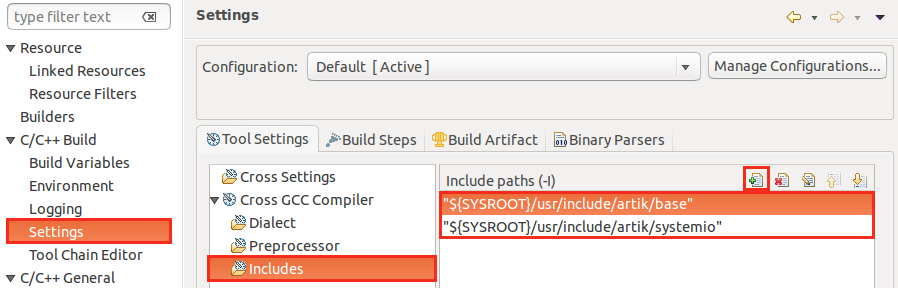 type filter text
Resource
Linked Resources
Resource Filters
Builders
C/C++ Build
Build Variables
Environment
Logging
Settings
Tool Chain Editor
C/C++ General
Settings
Configuration: Default [ Active ] Manage Configurations...
Tool Settings Build Steps Build Artifact Binary Parsers
Cross Settings
Cross GCC Compiler
Dialect
Preprocessor
Includes
Include paths (-I)
"${SYSROOT}/usr/include/artik/base"
"${SYSROOT}/usr/include/artik/systemio"